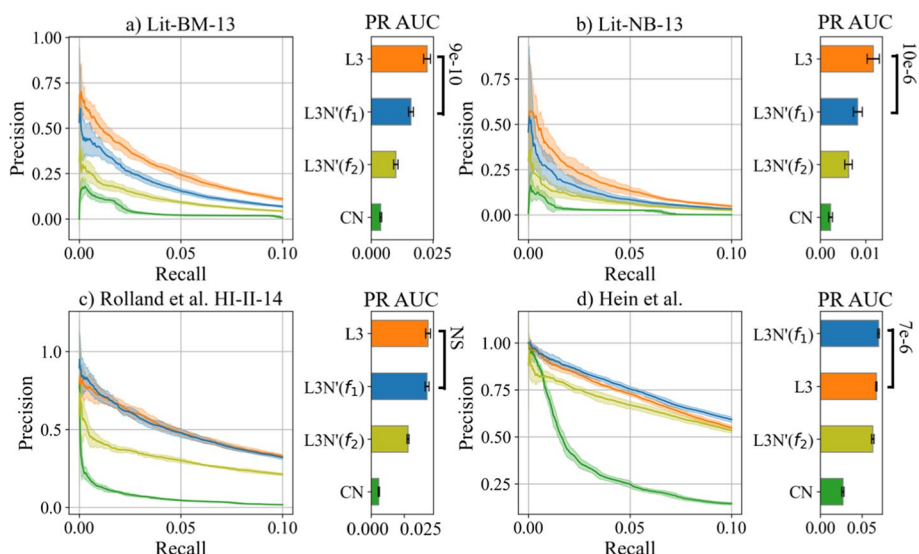 a) Lit-BM-13
PR AUC
1.00
0.75
0.50
0.25
0.00
Precision
0.00
0.05
0.10
Recall
L3
L3N'(f₁)
L3N'(f₂)
CN
9e-10
0.000
0.025
b) Lit-NB-13
PR AUC
0.75
0.50
0.25
0.00
Precision
0.00
0.05
0.10
Recall
L3
L3N'(f₁)
L3N'(f₂)
CN
10e-6
0.00
0.01
c) Rolland et al. HI-II-14
PR AUC
1.0
0.5
0.0
Precision
0.00
0.05
0.10
Recall
L3
L3N'(f₁)
L3N'(f₂)
CN
NS
0.000
0.025
d) Hein et al.
PR AUC
1.00
0.75
0.50
0.25
Precision
0.00
0.05
0.10
Recall
L3N'(f₁)
L3
L3N'(f₂)
CN
7e-6
0.00
0.05